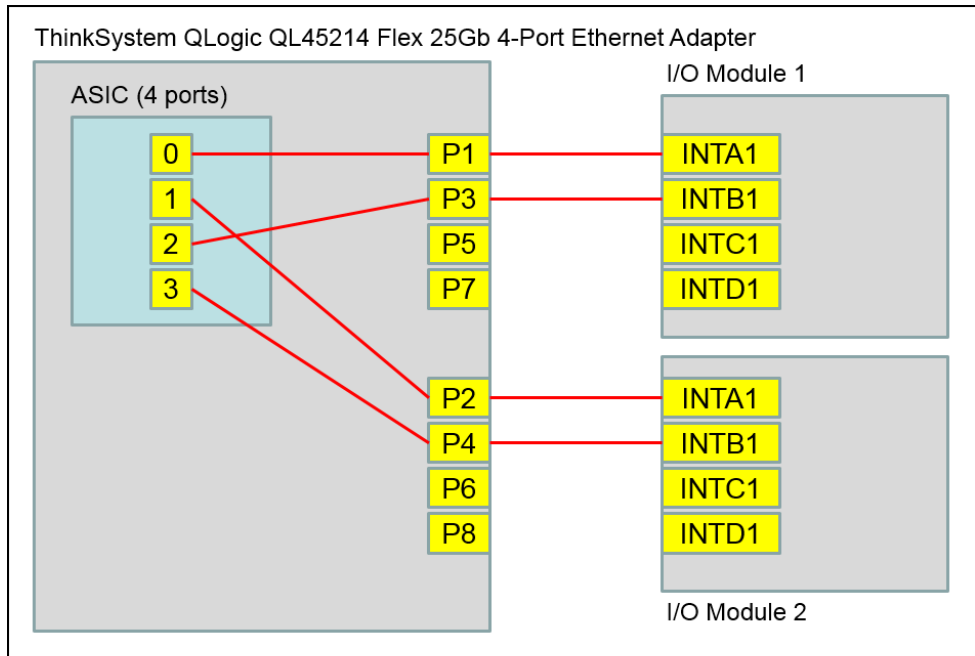 ThinkSystem QLogic QL45214 Flex 25Gb 4-Port Ethernet Adapter
I/O Module 1
ASIC (4 ports)
0
P1
INTA1
1
P3
INTB1
2
P5
INTC1
3
P7
INTD1
P2
INTA1
P4
INTB1
P6
INTC1
P8
INTD1
I/O Module 2